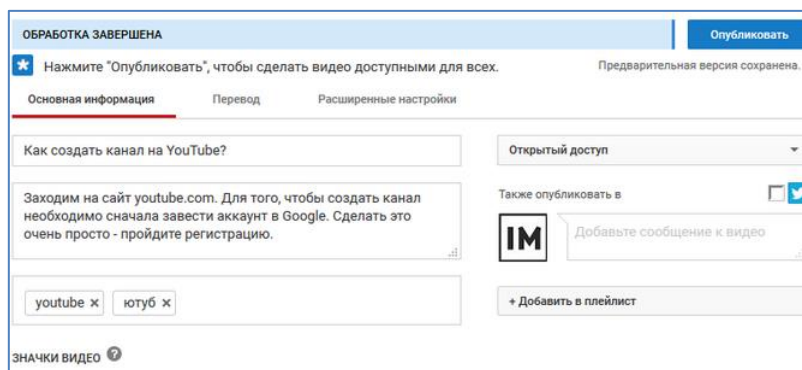 ОБРАБОТКА ЗАВЕРШЕНА
Опубликовать
Нажмите "Опубликовать", чтобы сделать видео доступными для всех.
Предварительная версия сохранена.
Основная информация Перевод Расширенные настройки
Как создать канал на YouTube?
Открытый доступ
Заходим на сайт youtube.com. Для того, чтобы создать канал
необходимо сначала завести аккаунт в Google. Сделать это
очень просто - пройдите регистрацию.
Также опубликовать в
IM
Добавьте сообщение к видео
youtube × ютуб ×
+ Добавить в плейлист
ЗНАЧКИ ВИДЕО ?